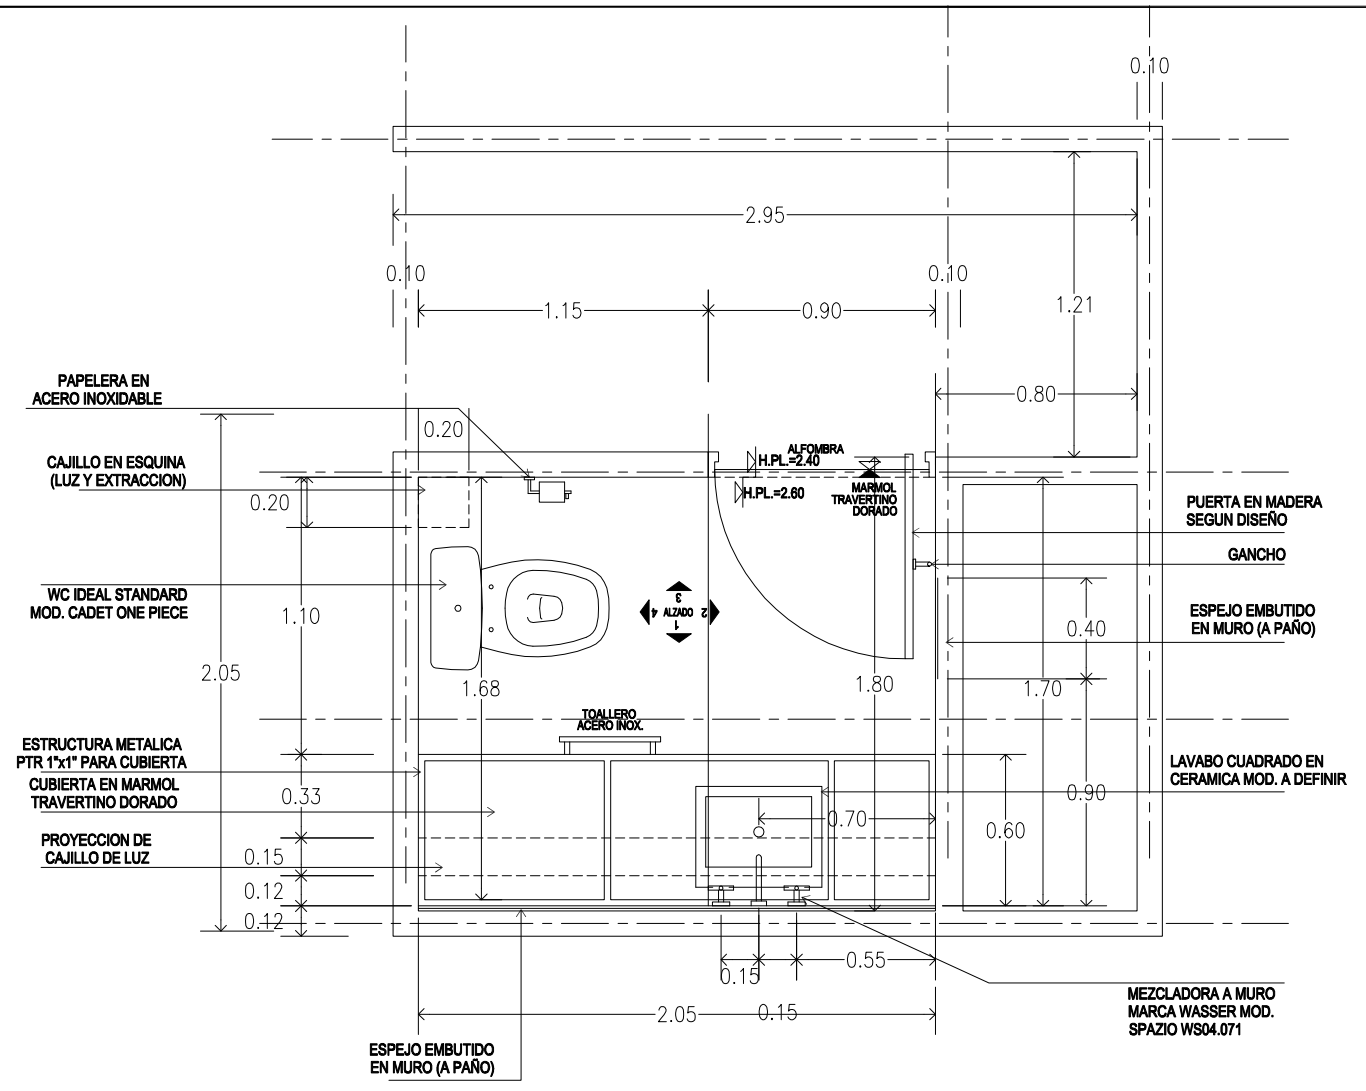 0.10
2.95
0.10
0.10
1.15
0.90
1.21
0.80
PAPELERA EN
ACERO INOXIDABLE
0.20
CAJILLO EN ESQUINA
(LUZ Y EXTRACCION)
0.20
ALFOMBRA
H.PL.=2.40
H.PL.=2.60
MARMOL
TRAVERTINO
DORADO
PUERTA EN MADERA
SEGUN DISEÑO
GANCHO
WC IDEAL STANDARD
MOD. CADET ONE PIECE
1.10
3
4 ALZADO 2
1
ESPEJO EMBUTIDO
EN MURO (A PAÑO)
0.40
2.05
1.68
1.80
1.70
TOALLERO
ACERO INOX.
ESTRUCTURA METALICA
PTR 1"x1" PARA CUBIERTA
CUBIERTA EN MARMOL
TRAVERTINO DORADO
0.33
LAVABO CUADRADO EN
CERAMICA MOD. A DEFINIR
0.90
0.70
0.60
PROYECCION DE
CAJILLO DE LUZ
0.15
0.12
0.12
0.15
0.55
2.05
0.15
MEZCLADORA A MURO
MARCA WASSER MOD.
SPAZIO WS04.071
ESPEJO EMBUTIDO
EN MURO (A PAÑO)